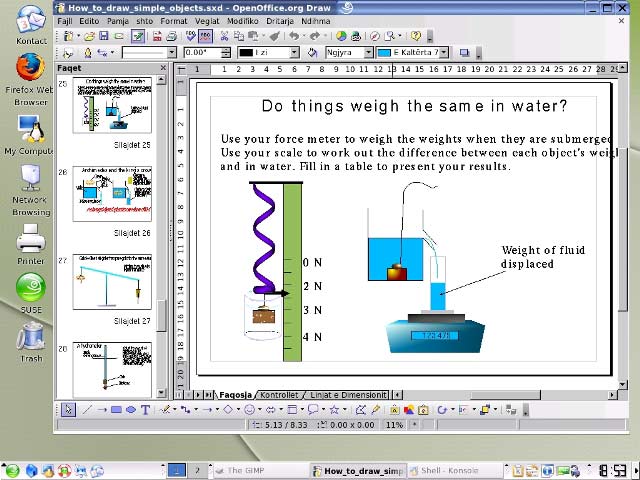 How_to_draw_simple_objects.sxd - OpenOffice.org Draw
File Edito Pamja shto Format Veglat Modifiko Dritarja Ndihma
0.00" I zi Ngjyra E Kaltërta 7
Kontakt
Firefox Web
Browser
My Compute
Network
Browsing
Printer
SUSE
Trash
Faqet
25
Sllajdet 25
26
Sllajdet 26
27
Sllajdet 27
28
Do things weigh the same in water?
Use your force meter to weigh the weights when they are submerged
Use your scale to work out the difference between each object's weig
and in water. Fill in a table to present your results.
0 N
2 N
3 N
4 N
Weight of fluid
displaced
Faqosja Kontrollet Linjat e Dimensionit
5.13 / 8.33 0.00 x 0.00 11%
1 2 The GIMP How_to_draw_simp Shell - Konsole 8:53